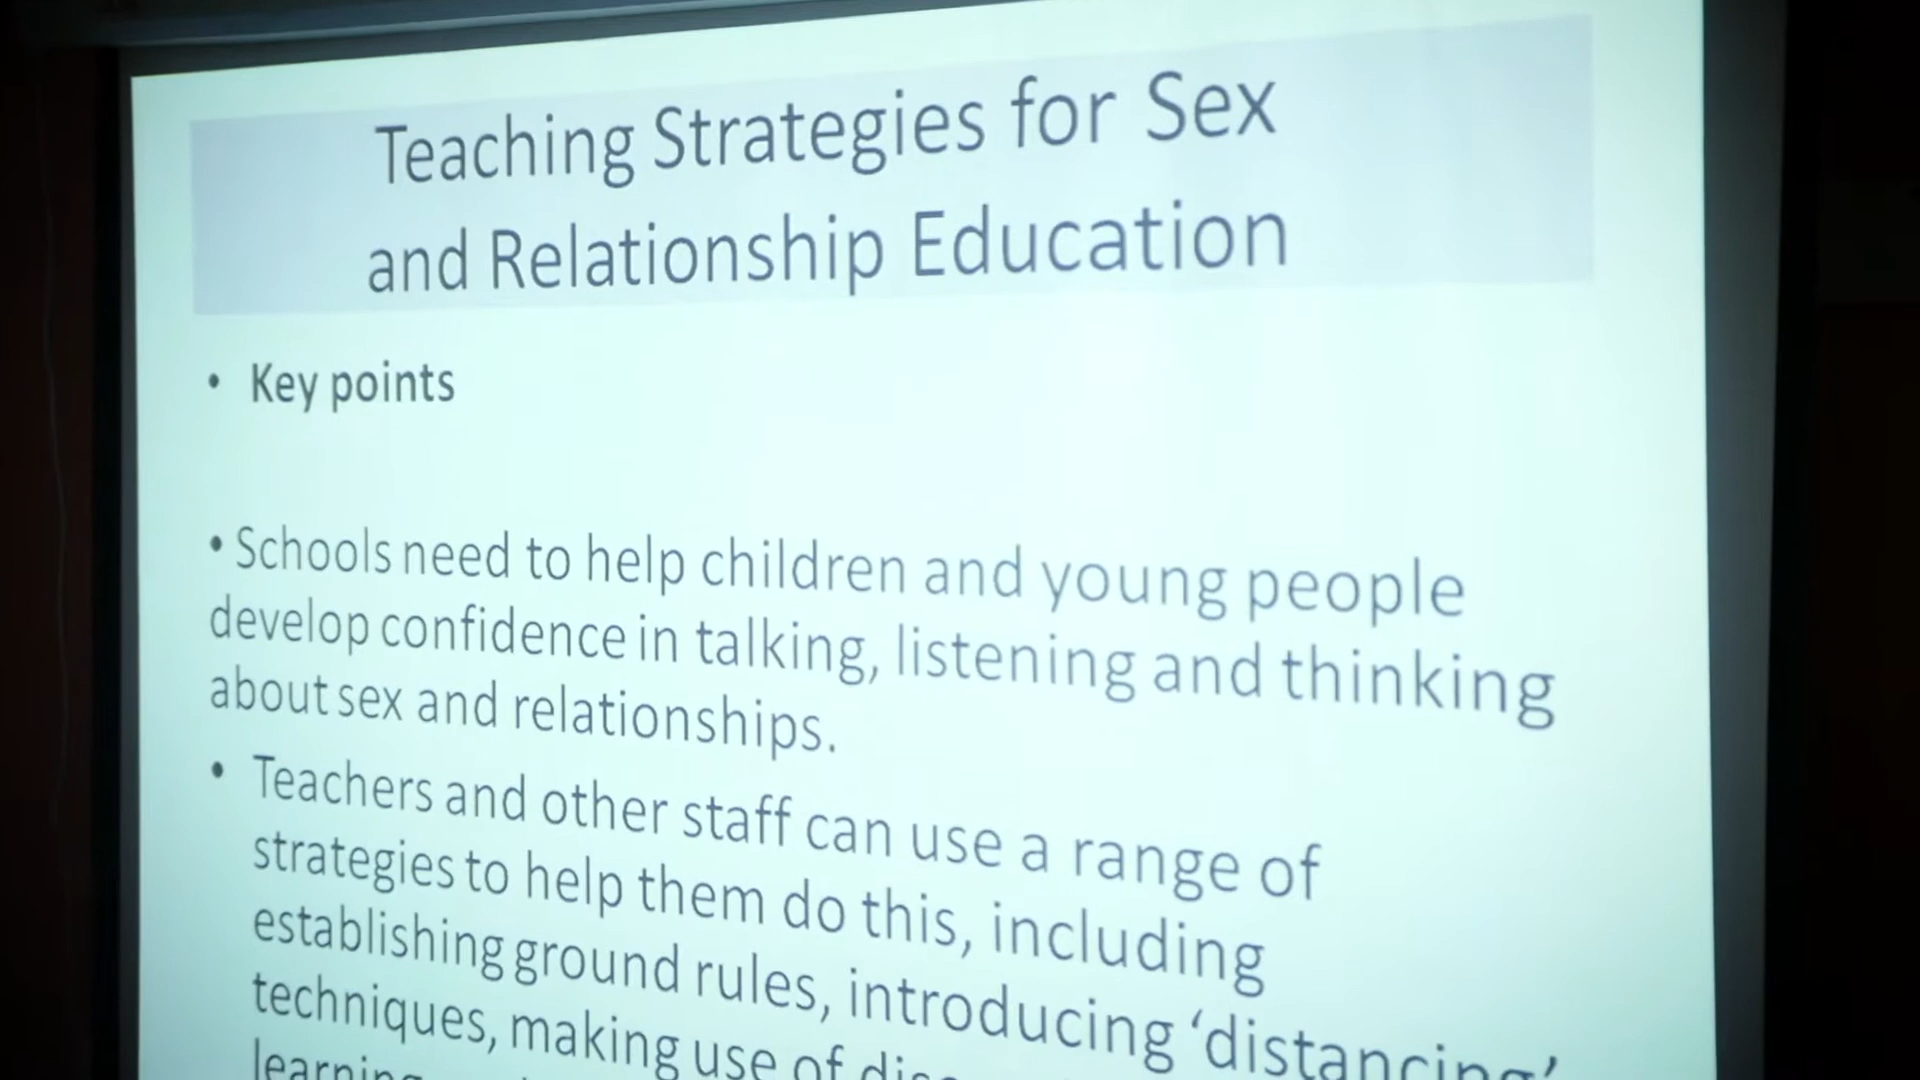 Teaching Strategies for Sex
and Relationship Education
• Key points
• Schools need to help children and young people
develop confidence in talking, listening and thinking
about sex and relationships.
• Teachers and other staff can use a range of
strategies to help them do this, including
establishing ground rules, introducing ‘distancing’
techniques, making use of
learning